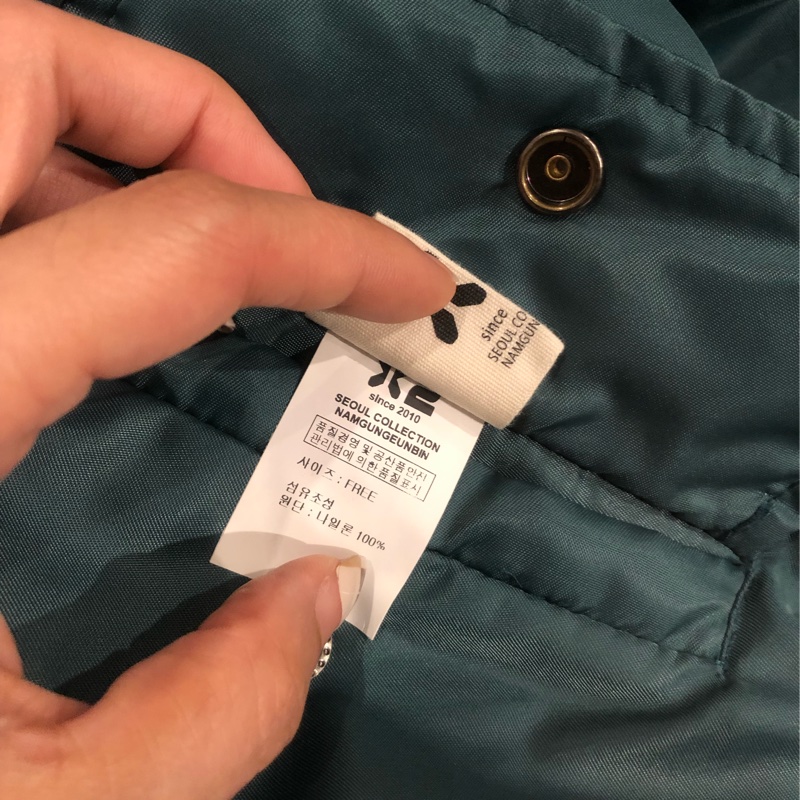 since
SEOUL CO
NAMGUN
since 2010
SEOUL COLLECTION
NAMGUNGEUNBIN
품질경영 및 공산품안전
관리법에 의한 품질표시
사이즈 : FREE
섬유소성
원단 : 나일론 100%